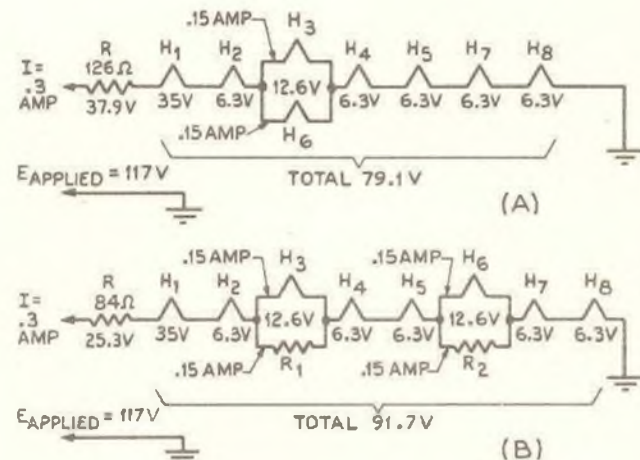 .15 AMP H3
I= R H1 H2 H4 H5 H7 H8
.3 126Ω 12.6V
AMP 37.9V 35V 6.3V 6.3V 6.3V 6.3V 6.3V
.15 AMP H6
EAPPLIED = 117V TOTAL 79.1V (A)
.15 AMP H3 .15 AMP H6
I= R H1 H2 H4 H5 H7 H8
.3 84Ω 12.6V 12.6V
AMP 25.3V 35V 6.3V 6.3V 6.3V 6.3V 6.3V
.15 AMP R1 .15 AMP R2
EAPPLIED = 117V TOTAL 91.7V (B)